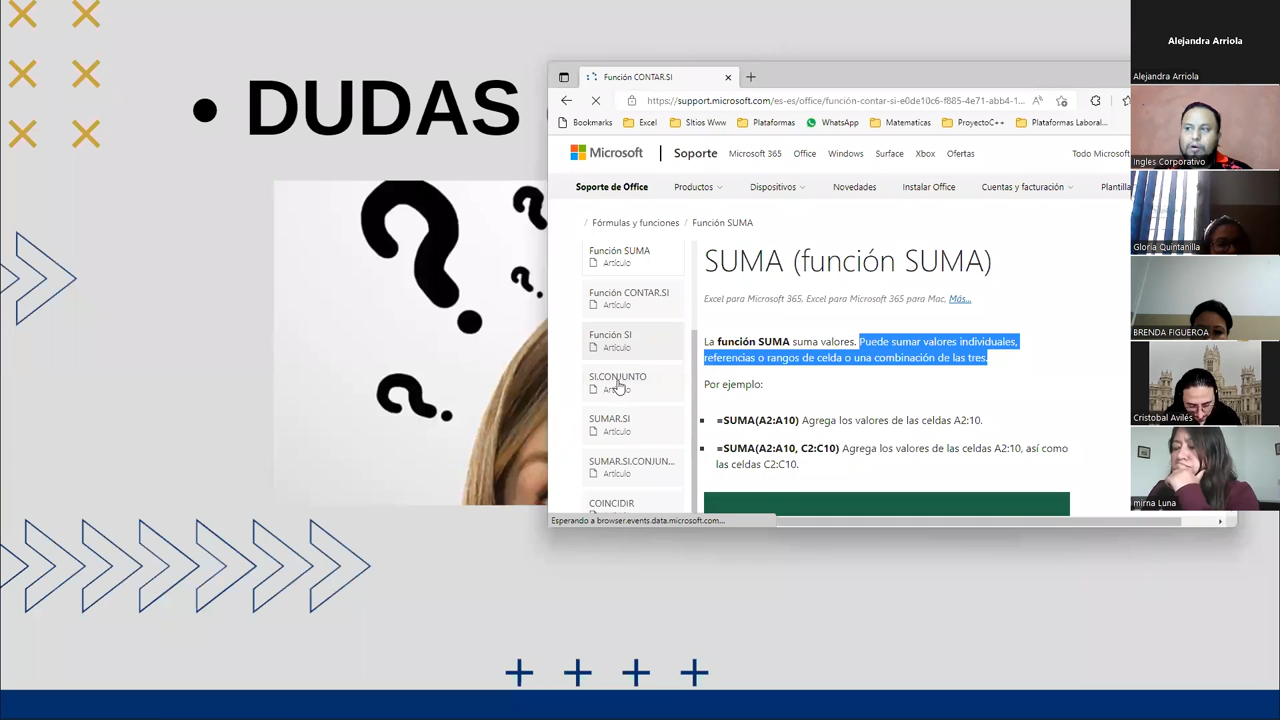 • DUDAS
Función CONTAR.SI
https://support.microsoft.com/es-es/office/función-contar-si-e0de10c6-f885-4e71-abb4-1...
Bookmarks
Excel
Sitios Www
Plataformas
WhatsApp
Matematicas
ProyectoC++
Plataformas Laboral...
Microsoft
Soporte
Microsoft 365
Office
Windows
Surface
Xbox
Ofertas
Todo Microsoft
Soporte de Office
Productos
Dispositivos
Novedades
Instalar Office
Cuentas y facturación
Plantilla
/ Fórmulas y funciones / Función SUMA
Función SUMA
Artículo
Función CONTAR.SI
Artículo
Función SI
Artículo
SI.CONJUNTO
Artículo
SUMAR.SI
Artículo
SUMAR.SI.CONJUN...
Artículo
COINCIDIR
SUMA (función SUMA)
Excel para Microsoft 365, Excel para Microsoft 365 para Mac, Más...
La función SUMA suma valores. Puede sumar valores individuales,
referencias o rangos de celda o una combinación de las tres.
Por ejemplo:
=SUMA(A2:A10) Agrega los valores de las celdas A2:10.
=SUMA(A2:A10, C2:C10) Agrega los valores de las celdas A2:10, así como
las celdas C2:C10.
Esperando a browser.events.data.microsoft.com...
Alejandra Arriola
Alejandra Arriola
Ingles Corporativo
Gloria Quintanilla
BRENDA FIGUEROA
Cristobal Avilés
mirna Luna